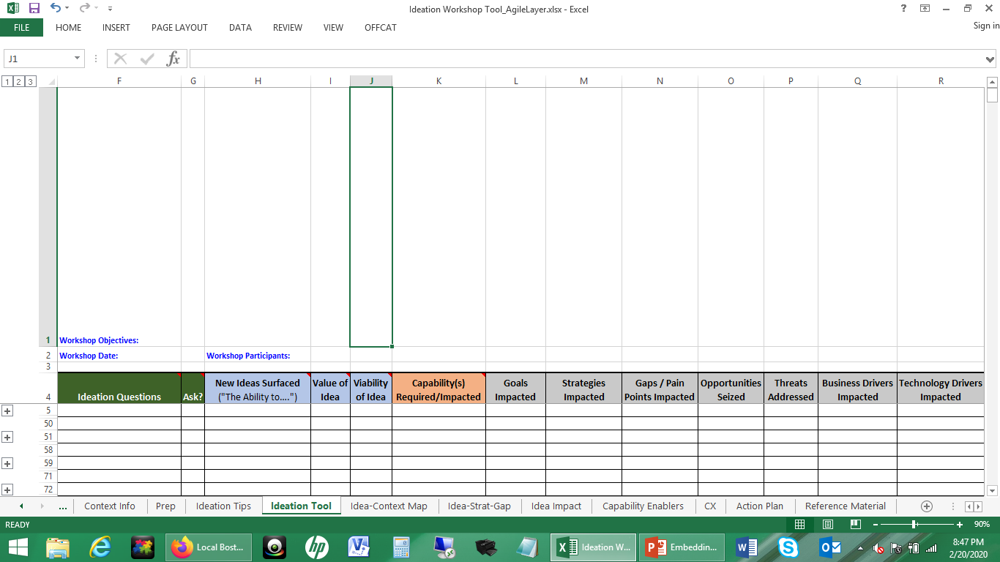 Ideation Workshop Tool_AgileLayer.xlsx - Excel
?
FILE HOME INSERT PAGE LAYOUT DATA REVIEW VIEW OFFCAT
Sign in
J1
fx
1 2 3
F G H I J K L M N O P Q R
1 Workshop Objectives:
2 Workshop Date: Workshop Participants:
3
New Ideas Surfaced Value of Viability Capability(s) Goals Strategies Gaps / Pain Opportunities Threats Business Drivers Technology Drivers
4 Ideation Questions Ask? ("The Ability to....") Idea of Idea Required/Impacted Impacted Impacted Points Impacted Seized Addressed Impacted Impacted
5
50
51
58
59
71
72
... Context Info Prep Ideation Tips Ideation Tool Idea-Context Map Idea-Strat-Gap Idea Impact Capability Enablers CX Action Plan Reference Material
READY
90%
Local Bost...
Ideation W...
Embeddin...
8:47 PM
2/20/2020